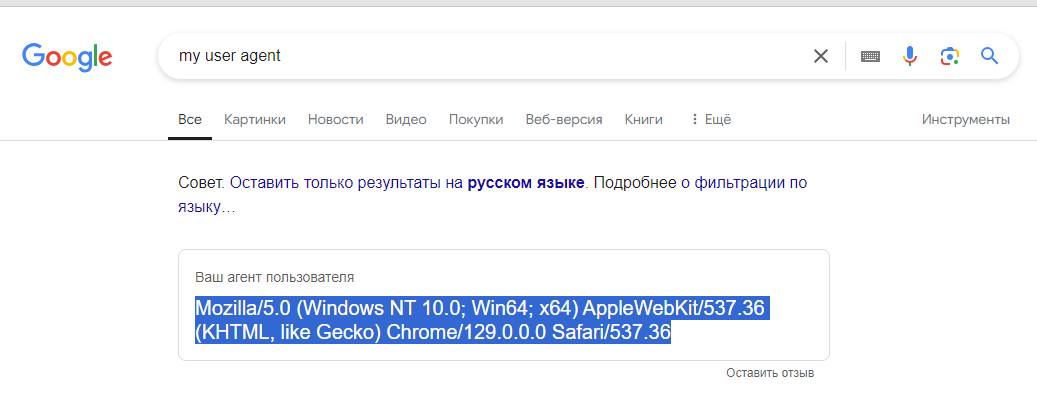 Google
my user agent
Все Картинки Новости Видео Покупки Веб-версия Книги Ещё Инструменты
Совет. Оставить только результаты на русском языке. Подробнее о фильтрации по
языку…
Ваш агент пользователя
Mozilla/5.0 (Windows NT 10.0; Win64; x64) AppleWebKit/537.36
(KHTML, like Gecko) Chrome/129.0.0.0 Safari/537.36
Оставить отзыв